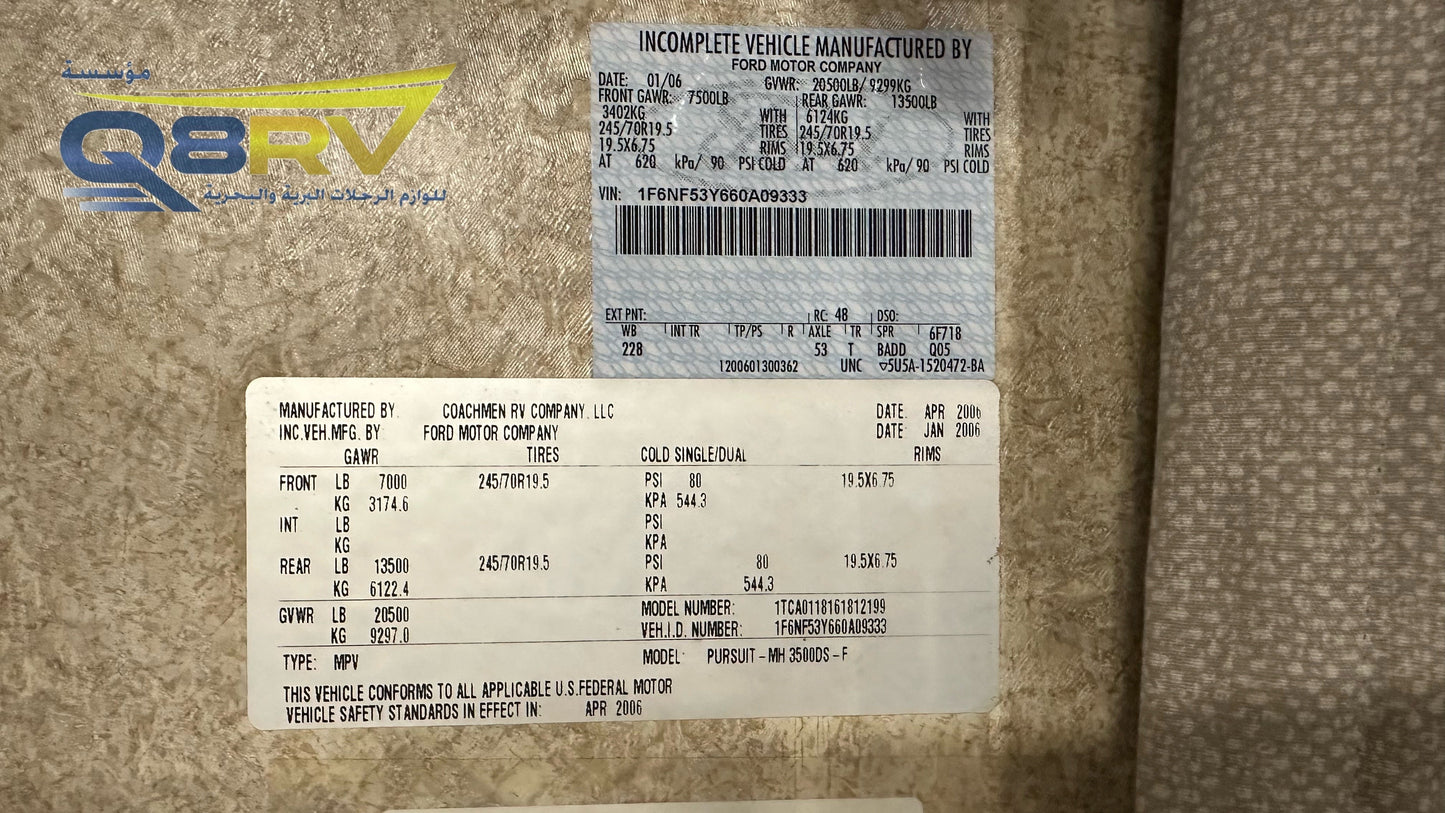 مؤسسة
Q8RV
للوازم الرحلات البرية والبحرية
INCOMPLETE VEHICLE MANUFACTURED BY
FORD MOTOR COMPANY
DATE: 01/06 GVWR: 20500LB/ 9299KG
FRONT GAWR: 7500LB REAR GAWR: 13500LB
3402KG WITH 6124KG WITH
245/70R19.5 TIRES 245/70R19.5 TIRES
19.5X6.75 RIMS 19.5X6.75 RIMS
AT 620 kPa/ 90 PSI COLD AT 620 kPa/ 90 PSI COLD
VIN: 1F6NF53Y660A09333
EXT PNT: RC: 48 DSO:
WB INT TR TP/PS R AXLE TR SPR 6F718
228 53 T BADD Q05
1200601300362 UNC ▽5U5A-1520472-BA
MANUFACTURED BY. COACHMEN RV COMPANY, LLC DATE. APR 2006
INC.VEH.MFG. BY FORD MOTOR COMPANY DATE JAN 2006
GAWR TIRES COLD SINGLE/DUAL RIMS
FRONT LB 7000 245/70R19.5 PSI 80 19.5X6.75
KG 3174.6 KPA 544.3
INT LB PSI
KG KPA
REAR LB 13500 245/70R19.5 PSI 80 19.5X6.75
KG 6122.4 KPA 544.3
GVWR LB 20500 MODEL NUMBER: 1TCA0118161812199
KG 9297.0 VEH.I.D. NUMBER: 1F6NF53Y660A09333
TYPE: MPV MODEL: PURSUIT-MH 3500DS-F
THIS VEHICLE CONFORMS TO ALL APPLICABLE U.S.FEDERAL MOTOR
VEHICLE SAFETY STANDARDS IN EFFECT IN: APR 2006